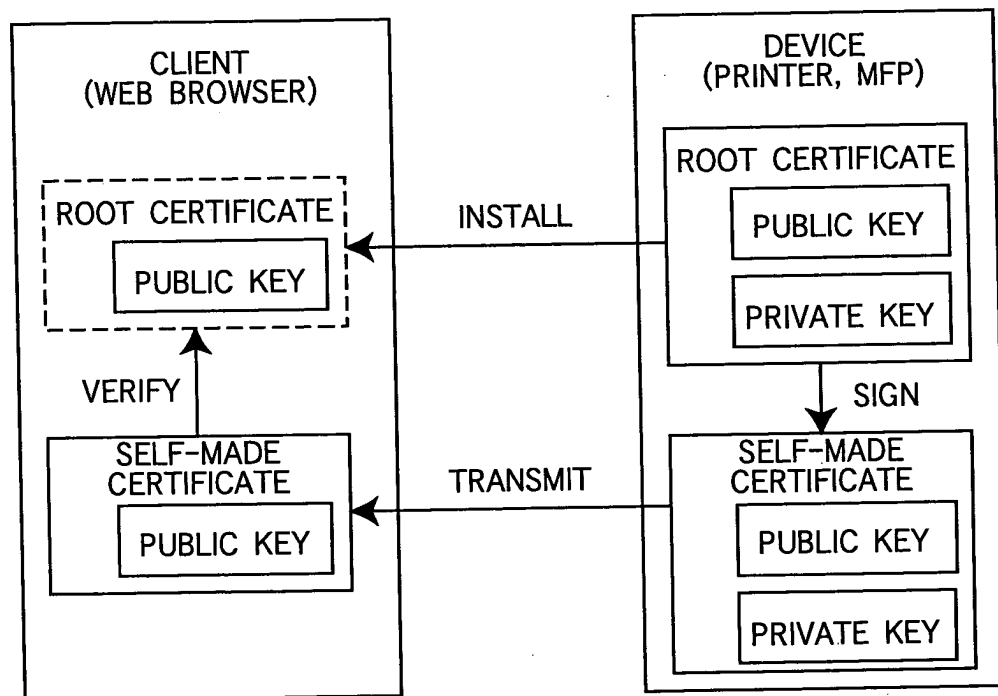 CLIENT
(WEB BROWSER)
ROOT CERTIFICATE
PUBLIC KEY
VERIFY
SELF-MADE
CERTIFICATE
PUBLIC KEY
INSTALL
TRANSMIT
DEVICE
(PRINTER, MFP)
ROOT CERTIFICATE
PUBLIC KEY
PRIVATE KEY
SIGN
SELF-MADE
CERTIFICATE
PUBLIC KEY
PRIVATE KEY